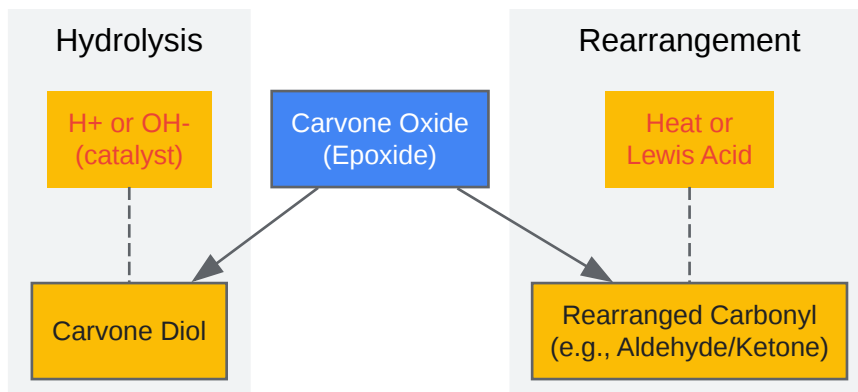 Hydrolysis
Rearrangement
H+ or OH-
(catalyst)
Carvone Oxide
(Epoxide)
Heat or
Lewis Acid
Carvone Diol
Rearranged Carbonyl
(e.g., Aldehyde/Ketone)